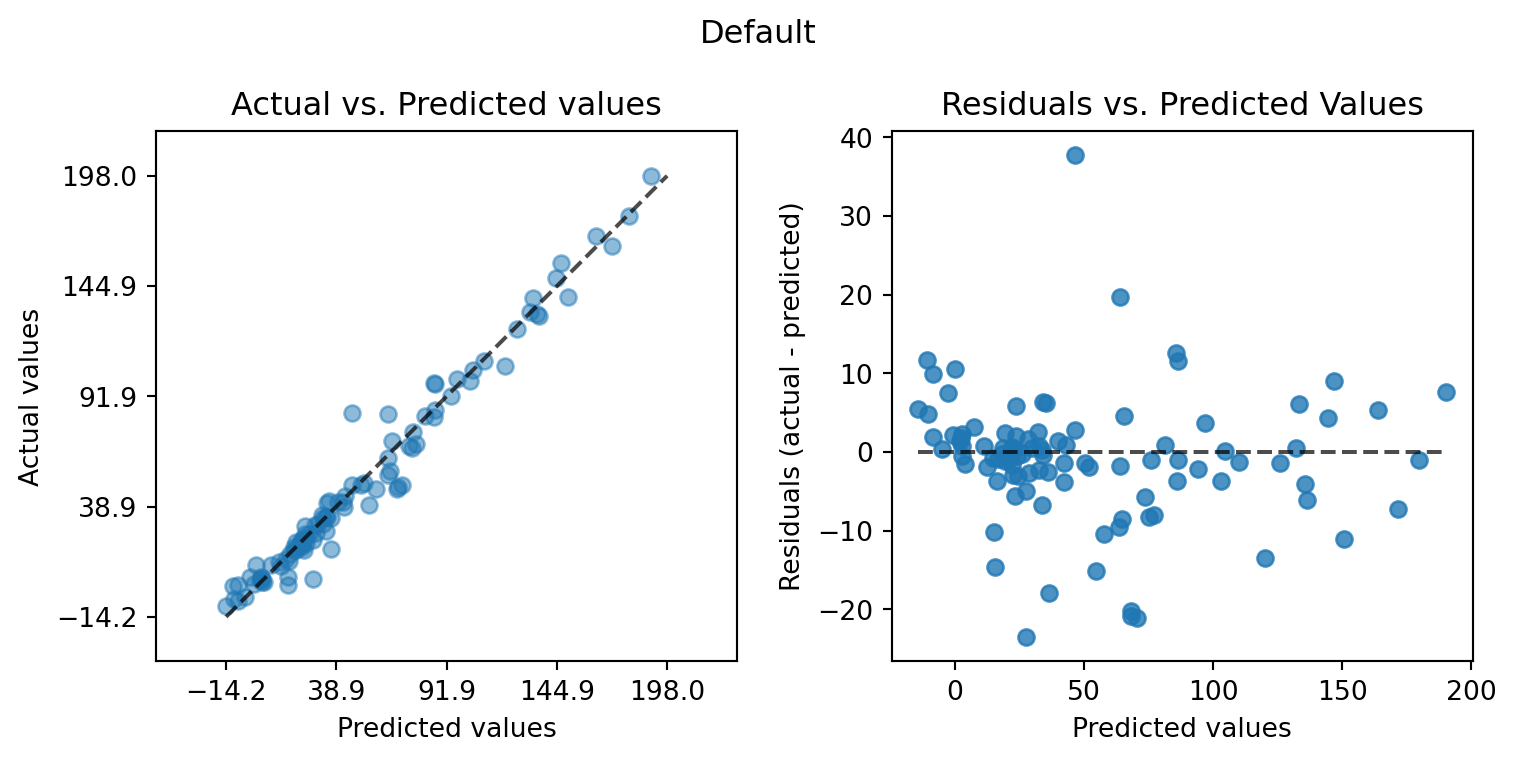 Default
Actual vs. Predicted values
Actual values
198.0
144.9
91.9
38.9
−14.2
−14.2 38.9 91.9 144.9 198.0
Predicted values
Residuals vs. Predicted Values
Residuals (actual - predicted)
40
30
20
10
0
−10
−20
0 50 100 150 200
Predicted values